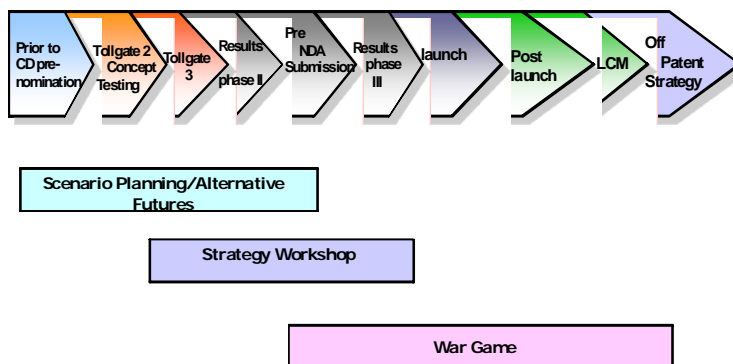 Prior to
CD pre-
nomination
Tollgate 2
Concept
Testing
Tollgate
3
Results
phase II
Pre
NDA
Submission
Results
phase
III
launch
Post
launch
LCM
Off
Patent
Strategy
Scenario Planning/Alternative
Futures
Strategy Workshop
War Game